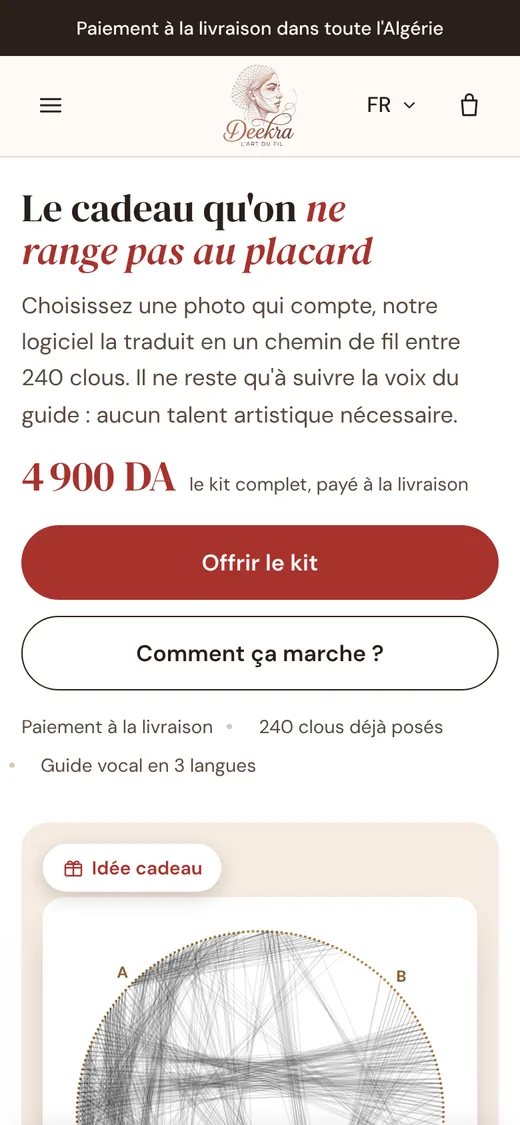 Paiement à la livraison dans toute l'Algérie
Deekra
L'ART DU FIL
FR
Le cadeau qu'on ne
range pas au placard
Choisissez une photo qui compte, notre
logiciel la traduit en un chemin de fil entre
240 clous. Il ne reste qu'à suivre la voix du
guide : aucun talent artistique nécessaire.
4 900 DA le kit complet, payé à la livraison
Offrir le kit
Comment ça marche ?
Paiement à la livraison • 240 clous déjà posés
• Guide vocal en 3 langues
Idée cadeau
A
B